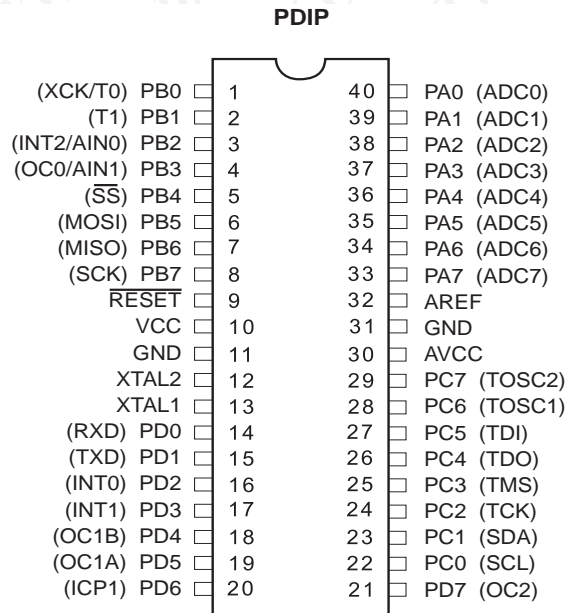 PDIP
(XCK/T0) PB0 1 40 PA0 (ADC0)
(T1) PB1 2 39 PA1 (ADC1)
(INT2/AIN0) PB2 3 38 PA2 (ADC2)
(OC0/AIN1) PB3 4 37 PA3 (ADC3)
(SS) PB4 5 36 PA4 (ADC4)
(MOSI) PB5 6 35 PA5 (ADC5)
(MISO) PB6 7 34 PA6 (ADC6)
(SCK) PB7 8 33 PA7 (ADC7)
RESET 9 32 AREF
VCC 10 31 GND
GND 11 30 AVCC
XTAL2 12 29 PC7 (TOSC2)
XTAL1 13 28 PC6 (TOSC1)
(RXD) PD0 14 27 PC5 (TDI)
(TXD) PD1 15 26 PC4 (TDO)
(INT0) PD2 16 25 PC3 (TMS)
(INT1) PD3 17 24 PC2 (TCK)
(OC1B) PD4 18 23 PC1 (SDA)
(OC1A) PD5 19 22 PC0 (SCL)
(ICP1) PD6 20 21 PD7 (OC2)